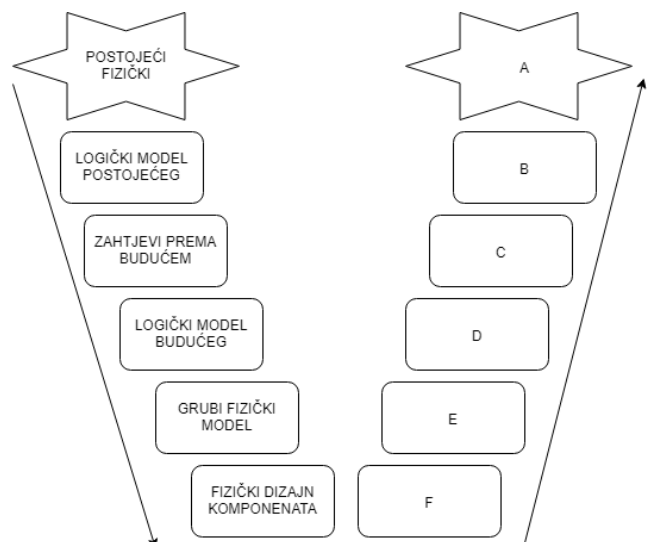 POSTOJEĆI
FIZIČKI
A
LOGIČKI MODEL
POSTOJEĆEG
B
ZAHTJEVI PREMA
BUDUĆEM
C
LOGIČKI MODEL
BUDUĆEG
D
GRUBI FIZIČKI
MODEL
E
FIZIČKI DIZAJN
KOMPONENATA
F